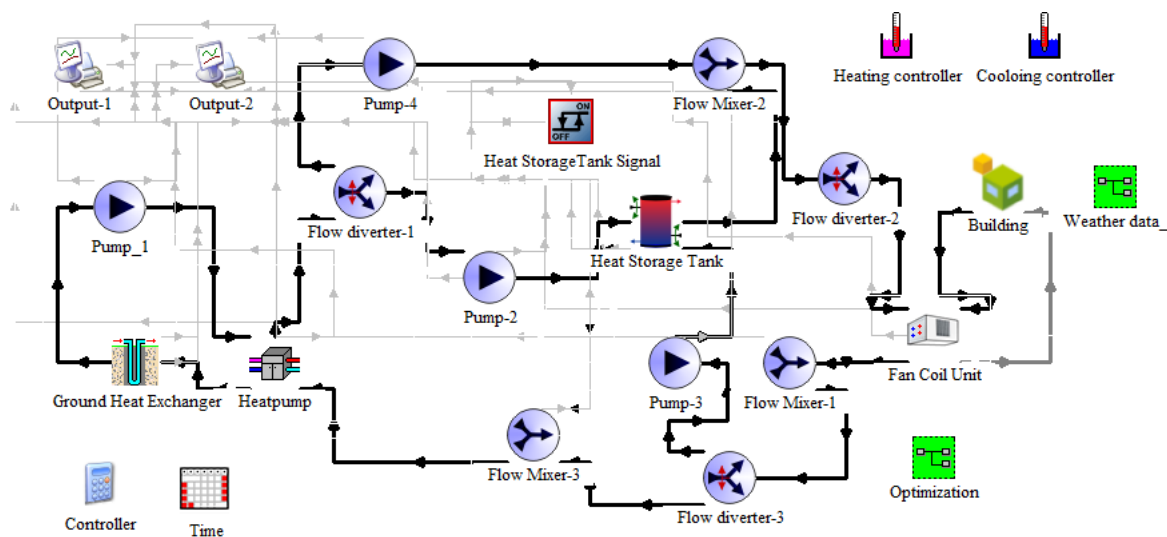 Heating controller
Cooloing controller
Output-1
Output-2
Pump-4
Flow Mixer-2
ON
OFF
Heat StorageTank Signal
Building
Weather data_
Flow diverter-2
Pump_1
Flow diverter-1
Heat Storage Tank
Pump-2
Fan Coil Unit
Ground Heat Exchanger
Heatpump
Pump-3
Flow Mixer-1
Flow Mixer-3
Optimization
Flow diverter-3
Controller
Time